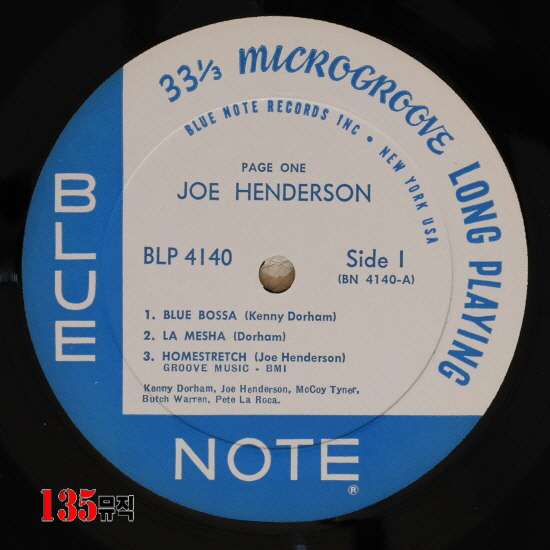 33⅓ MICROGROOVE LONG PLAYING
BLUE NOTE RECORDS INC • NEW YORK USA
PAGE ONE
JOE HENDERSON
BLP 4140
Side 1
(BN 4140-A)
1. BLUE BOSSA (Kenny Dorham)
2. LA MESHA (Dorham)
3. HOMESTRETCH (Joe Henderson)
GROOVE MUSIC - BMI
Kenny Dorham, Joe Henderson, McCoy Tyner,
Butch Warren, Pete La Roca.
BLUE
NOTE
®
135뮤직